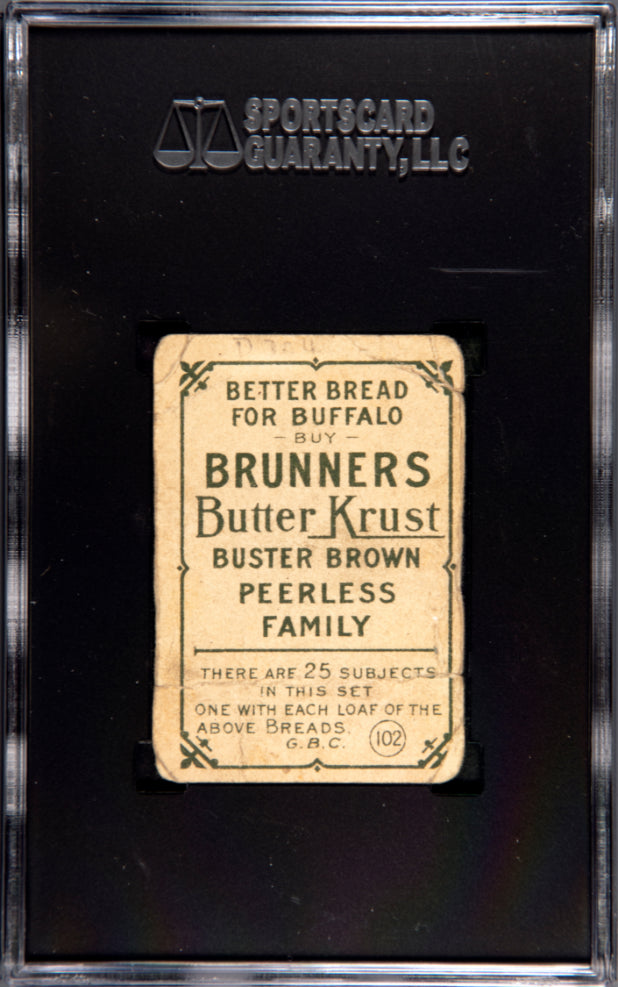 SPORTSCARD
GUARANTY, LLC
BETTER BREAD
FOR BUFFALO
– BUY –
BRUNNERS
Butter Krust
BUSTER BROWN
PEERLESS
FAMILY
THERE ARE 25 SUBJECTS
IN THIS SET
ONE WITH EACH LOAF OF THE
ABOVE BREADS.
G.B.C. 102